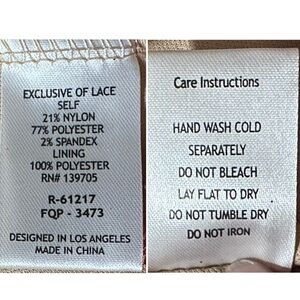 EXCLUSIVE OF LACE
SELF
21% NYLON
77% POLYESTER
2% SPANDEX
LINING
100% POLYESTER
RN# 139705
R-61217
FQP - 3473
DESIGNED IN LOS ANGELES
MADE IN CHINA
Care Instructions
HAND WASH COLD
SEPARATELY
DO NOT BLEACH
LAY FLAT TO DRY
DO NOT TUMBLE DRY
DO NOT IRON